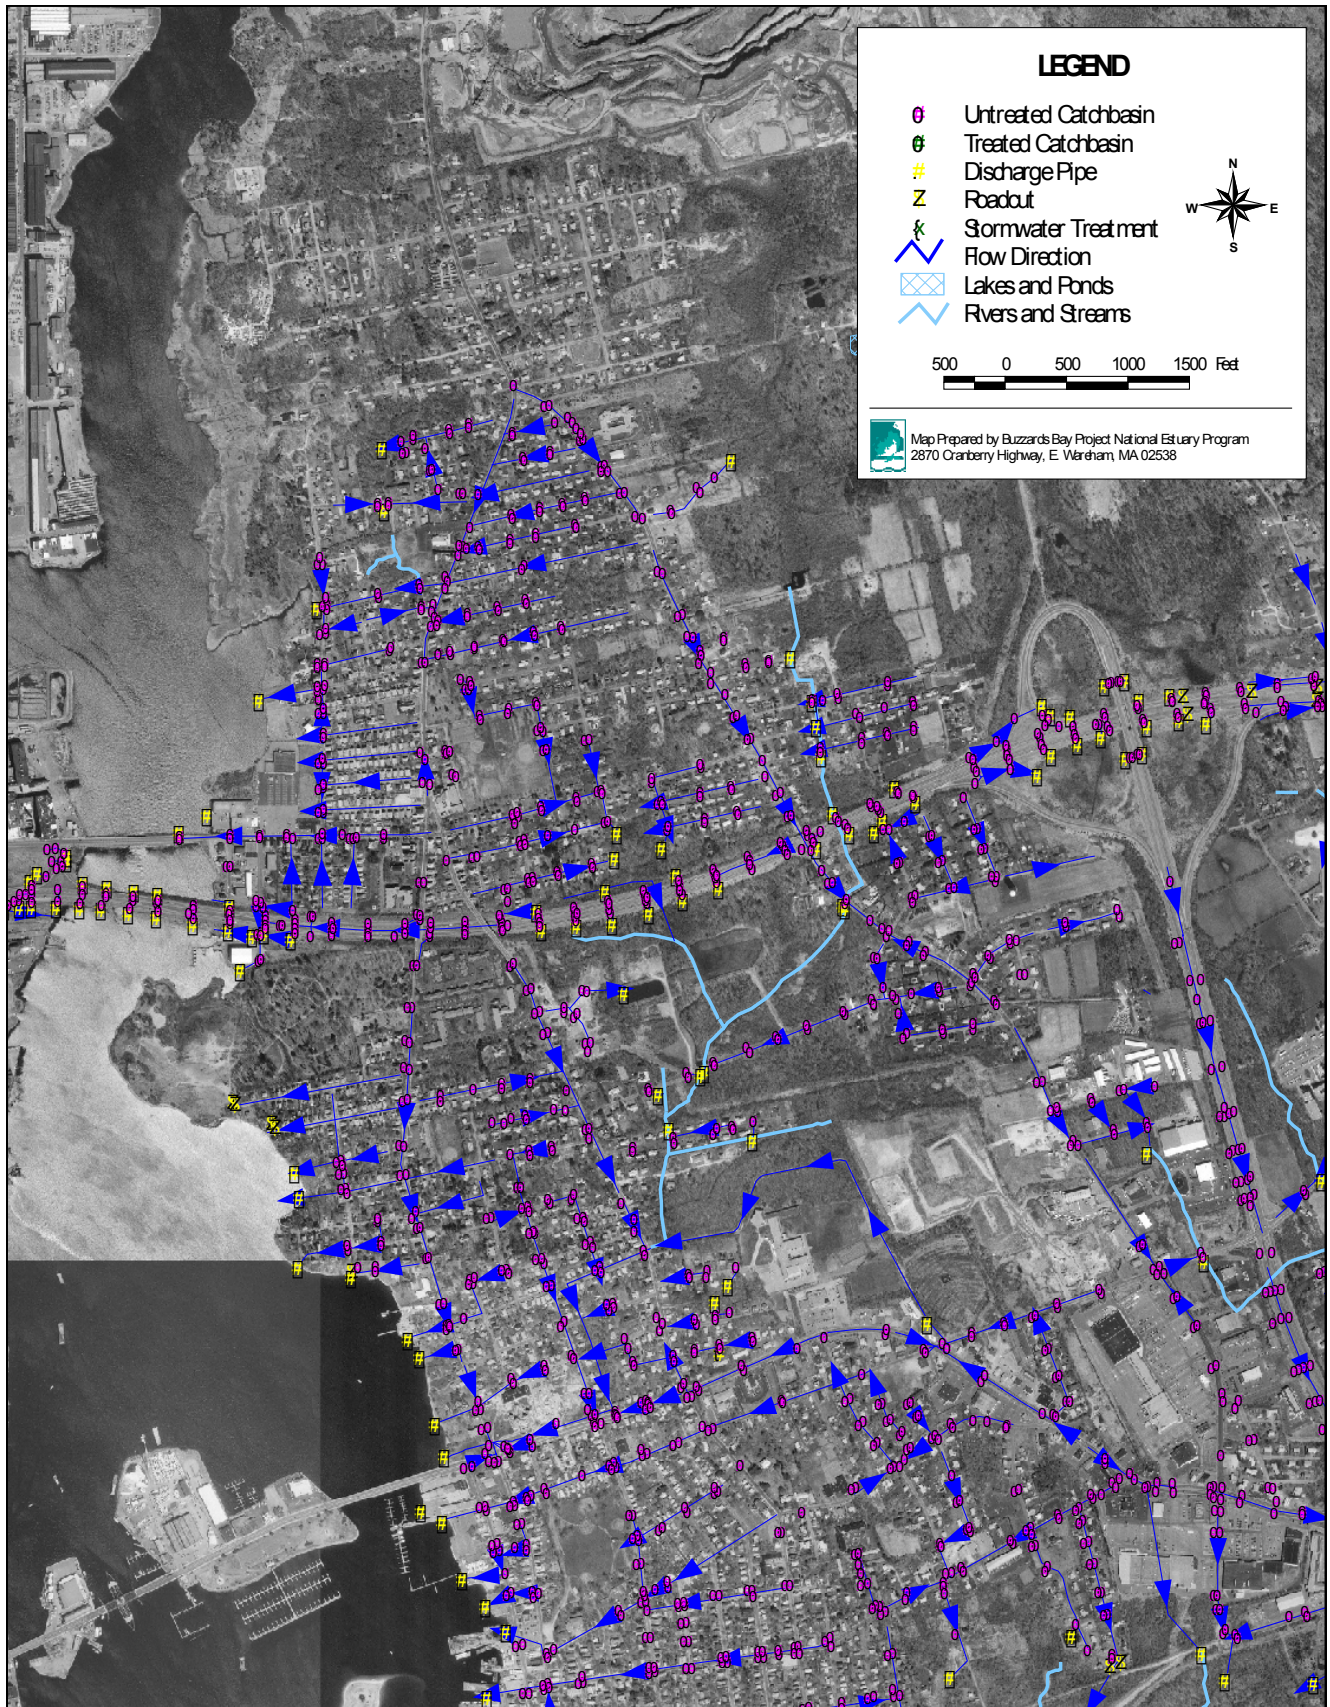 LEGEND
Untreated Catchbasin
Treated Catchbasin
Discharge Pipe
Roadcut
Stormwater Treatment
Flow Direction
Lakes and Ponds
Rivers and Streams
N
W E
S
500 0 500 1000 1500 Feet
Map Prepared by Buzzards Bay Project National Estuary Program
2870 Cranberry Highway, E. Wareham, MA 02538